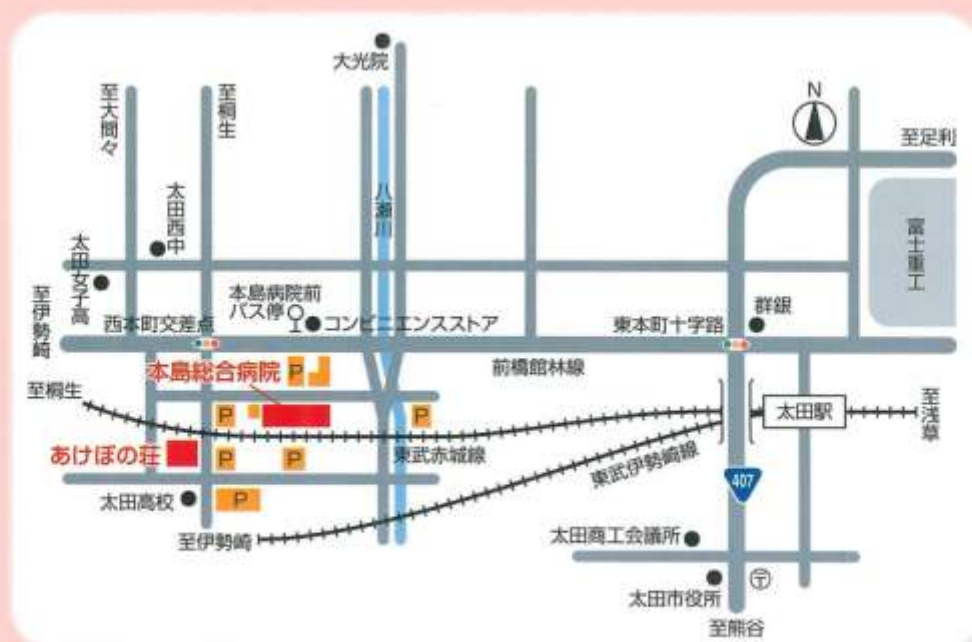 大光院
至大間々
至桐生
N
至足利
八瀬川
太田西中
富士重工
太田女子高
本島病院前
バス停
至伊勢崎
西本町交差点
コンビニエンスストア
東本町十字路
群銀
前橋館林線
本島総合病院
P
至桐生
P
P
太田駅
至浅草
あけぼの荘
P
P
東武赤城線
東武伊勢崎線
407
太田高校
P
至伊勢崎
太田商工会議所
太田市役所
〒
至熊谷